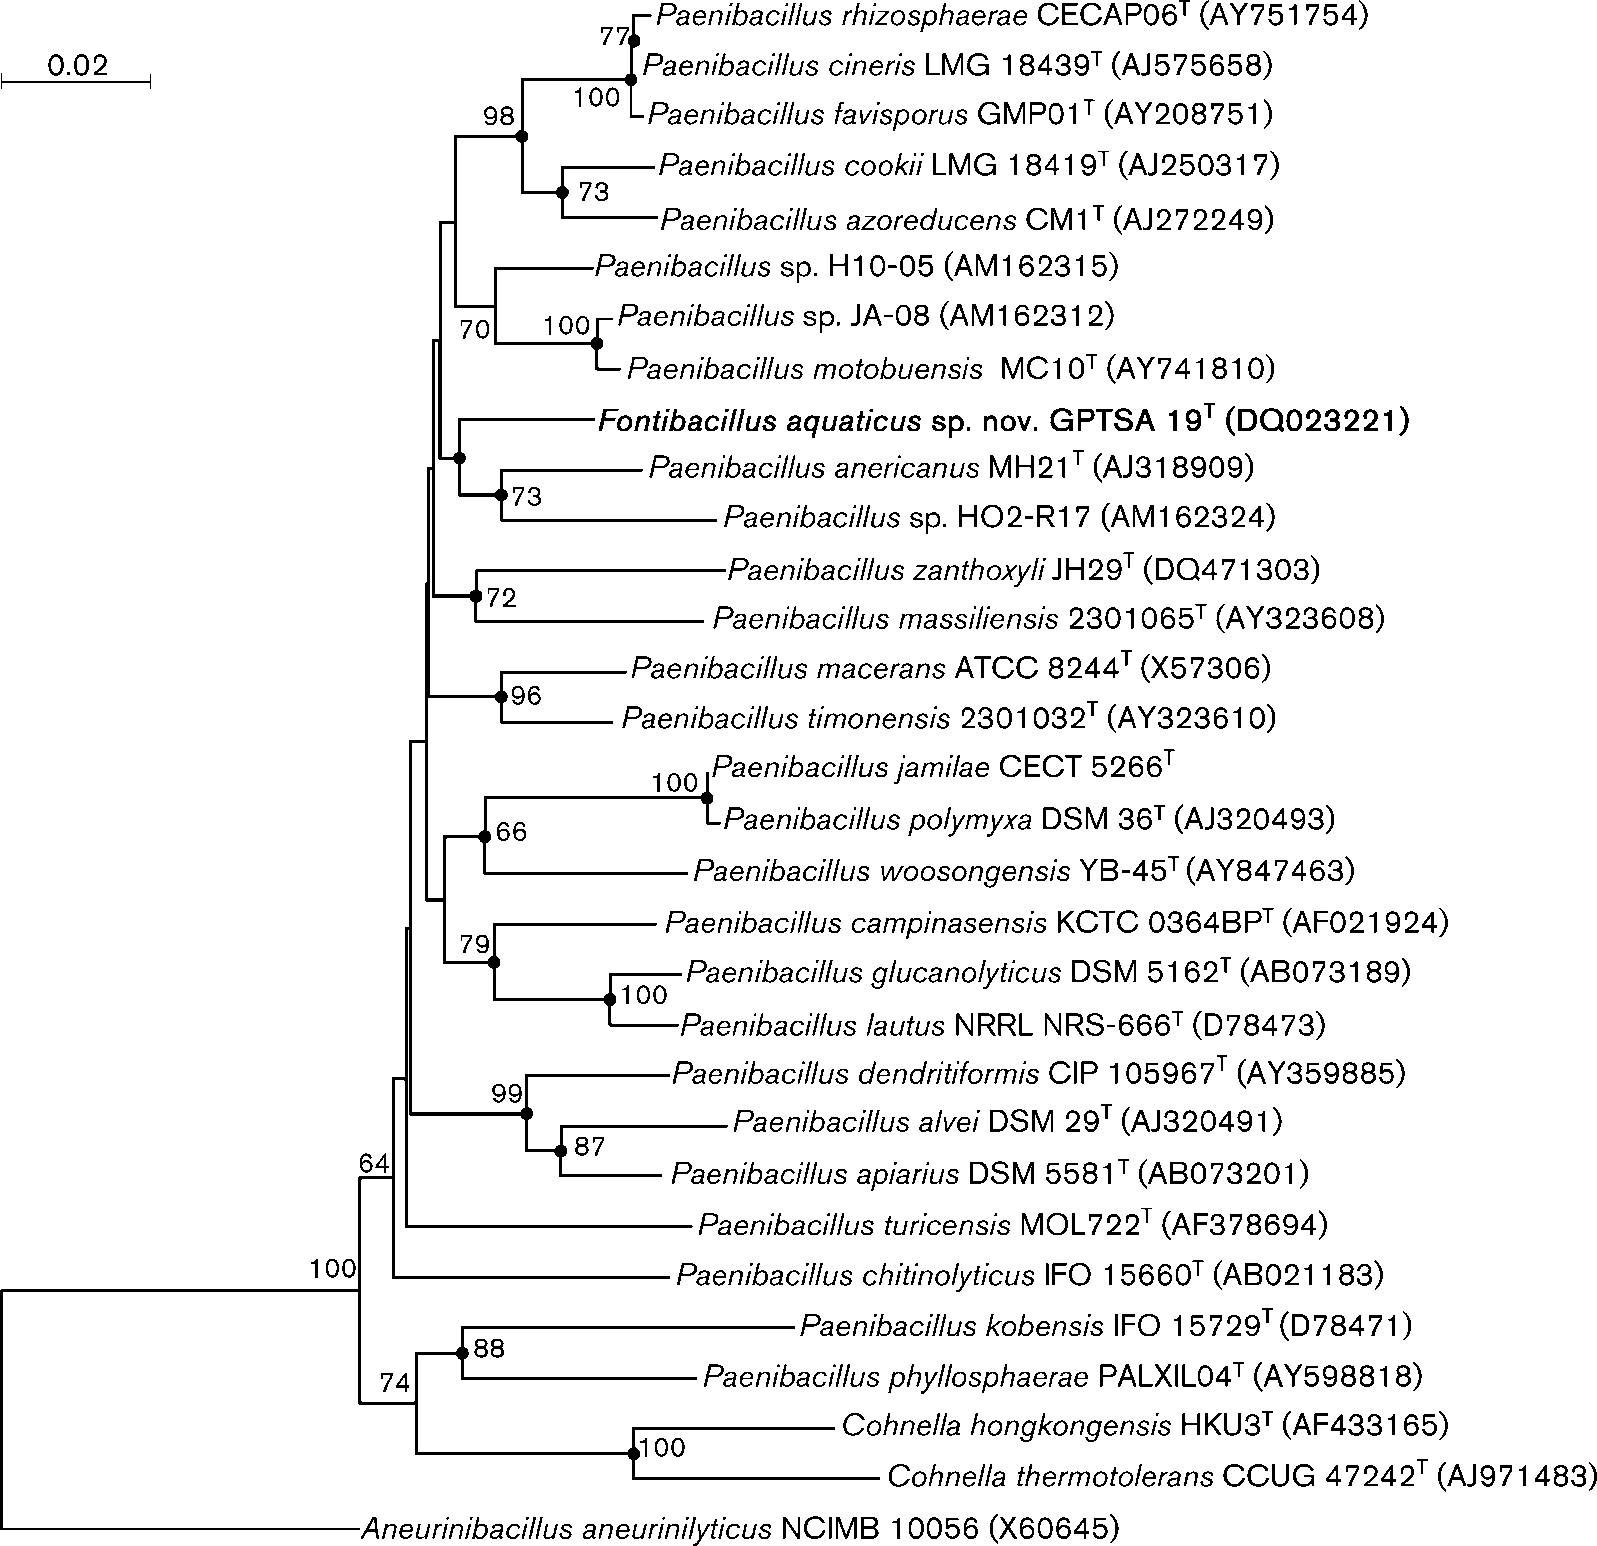 Paenibacillus rhizosphaerae CECAP06T (AY751754)
77
0.02
Paenibacillus cineris LMG 18439T (AJ575658)
100
Paenibacillus favisporus GMP01T (AY208751)
98
Paenibacillus cookii LMG 18419T (AJ250317)
73
Paenibacillus azoreducens CM1T (AJ272249)
Paenibacillus sp. H10-05 (AM162315)
70
100
Paenibacillus sp. JA-08 (AM162312)
Paenibacillus motobuensis MC10T (AY741810)
Fontibacillus aquaticus sp. nov. GPTSA 19T (DQ023221)
Paenibacillus anericanus MH21T (AJ318909)
73
Paenibacillus sp. HO2-R17 (AM162324)
Paenibacillus zanthoxyli JH29T (DQ471303)
72
Paenibacillus massiliensis 2301065T (AY323608)
Paenibacillus macerans ATCC 8244T (X57306)
96
Paenibacillus timonensis 2301032T (AY323610)
Paenibacillus jamilae CECT 5266T
100
Paenibacillus polymyxa DSM 36T (AJ320493)
66
Paenibacillus woosongensis YB-45T (AY847463)
Paenibacillus campinasensis KCTC 0364BPT (AF021924)
79
Paenibacillus glucanolyticus DSM 5162T (AB073189)
100
Paenibacillus lautus NRRL NRS-666T (D78473)
Paenibacillus dendritiformis CIP 105967T (AY359885)
99
Paenibacillus alvei DSM 29T (AJ320491)
87
Paenibacillus apiarius DSM 5581T (AB073201)
64
Paenibacillus turicensis MOL722T (AF378694)
100
Paenibacillus chitinolyticus IFO 15660T (AB021183)
Paenibacillus kobensis IFO 15729T (D78471)
88
Paenibacillus phyllosphaerae PALXIL04T (AY598818)
74
Cohnella hongkongensis HKU3T (AF433165)
100
Cohnella thermotolerans CCUG 47242T (AJ971483)
Aneurinibacillus aneurinilyticus NCIMB 10056 (X60645)